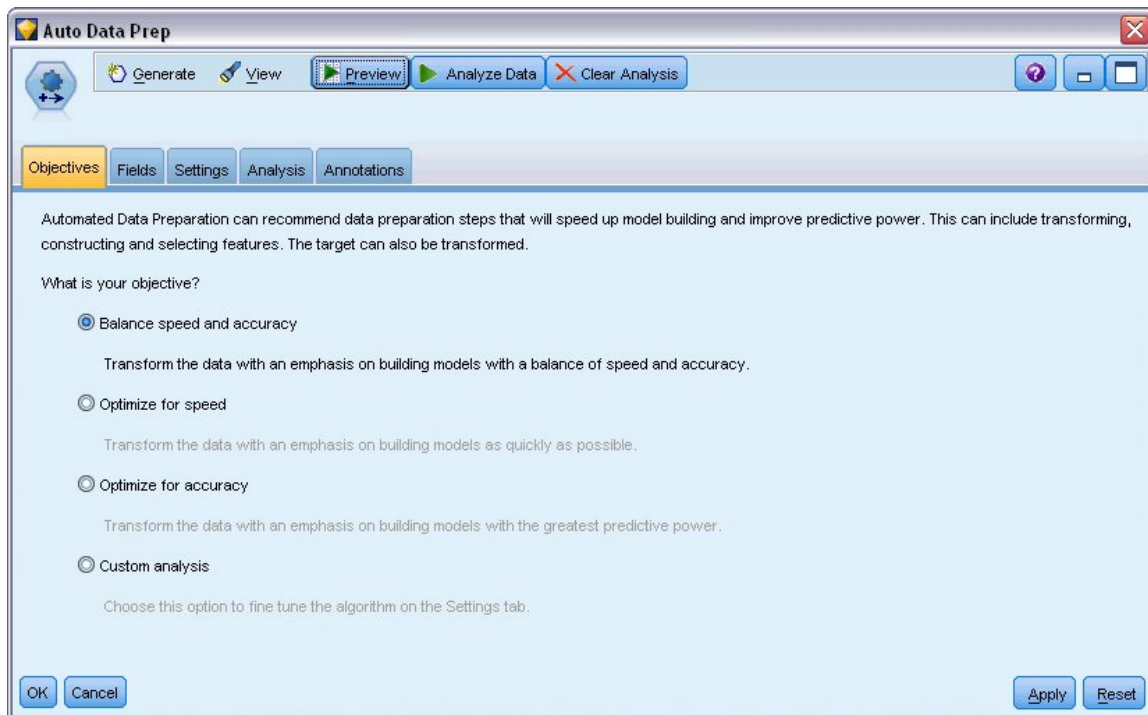 Auto Data Prep
Generate View Preview Analyze Data Clear Analysis
Objectives Fields Settings Analysis Annotations
Automated Data Preparation can recommend data preparation steps that will speed up model building and improve predictive power. This can include transforming,
constructing and selecting features. The target can also be transformed.
What is your objective?
Balance speed and accuracy
Transform the data with an emphasis on building models with a balance of speed and accuracy.
Optimize for speed
Transform the data with an emphasis on building models as quickly as possible.
Optimize for accuracy
Transform the data with an emphasis on building models with the greatest predictive power.
Custom analysis
Choose this option to fine tune the algorithm on the Settings tab.
OK Cancel Apply Reset